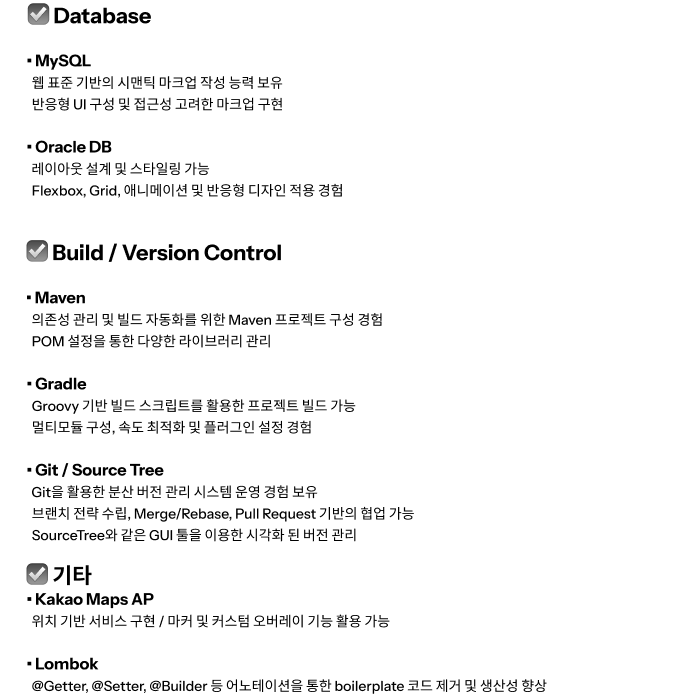 Database
▪ MySQL
웹 표준 기반의 시맨틱 마크업 작성 능력 보유
반응형 UI 구성 및 접근성 고려한 마크업 구현
▪ Oracle DB
레이아웃 설계 및 스타일링 가능
Flexbox, Grid, 애니메이션 및 반응형 디자인 적용 경험
Build / Version Control
▪ Maven
의존성 관리 및 빌드 자동화를 위한 Maven 프로젝트 구성 경험
POM 설정을 통한 다양한 라이브러리 관리
▪ Gradle
Groovy 기반 빌드 스크립트를 활용한 프로젝트 빌드 가능
멀티모듈 구성, 속도 최적화 및 플러그인 설정 경험
▪ Git / Source Tree
Git을 활용한 분산 버전 관리 시스템 운영 경험 보유
브랜치 전략 수립, Merge/Rebase, Pull Request 기반의 협업 가능
SourceTree와 같은 GUI 툴을 이용한 시각화 된 버전 관리
기타
▪ Kakao Maps AP
위치 기반 서비스 구현 / 마커 및 커스텀 오버레이 기능 활용 가능
▪ Lombok
@Getter, @Setter, @Builder 등 어노테이션을 통한 boilerplate 코드 제거 및 생산성 향상